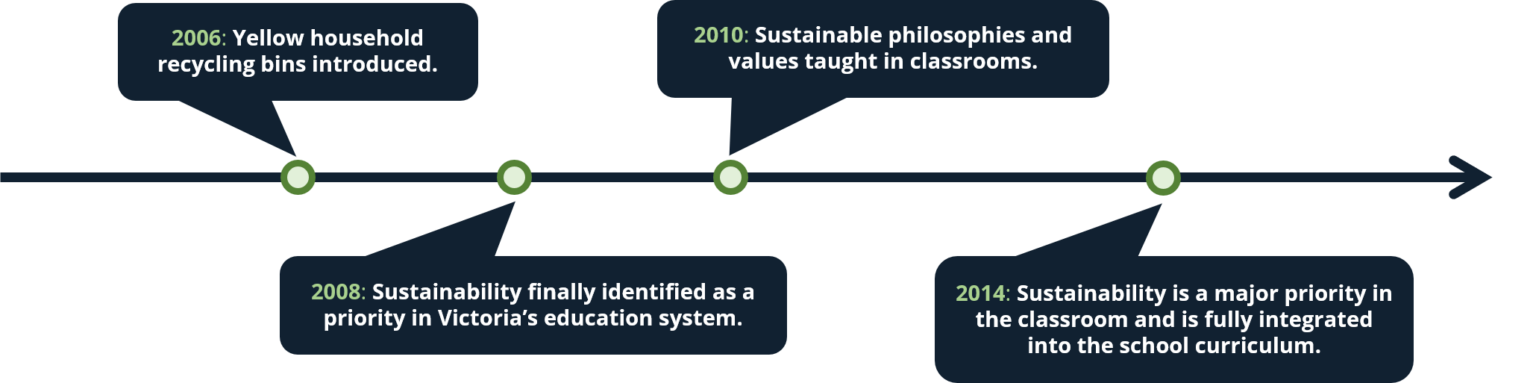 2006: Yellow household
recycling bins introduced.
2008: Sustainability finally identified as a
priority in Victoria’s education system.
2010: Sustainable philosophies and
values taught in classrooms.
2014: Sustainability is a major priority in
the classroom and is fully integrated
into the school curriculum.